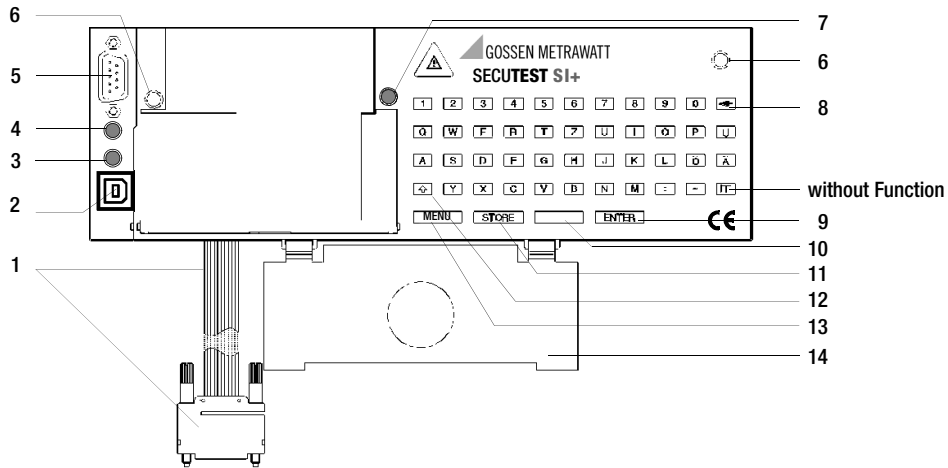 6
7
5
GOSSEN METRAWATT
SECUTEST SI+
6
1 2 3 4 5 6 7 8 9 0
8
4
Q W E R T Z U I O P Ü
3
A S D F G H J K L Ö Ä
2
Y X C V B N M : -
without Function
MENU STORE ENTER
CE
9
10
1
11
12
13
14